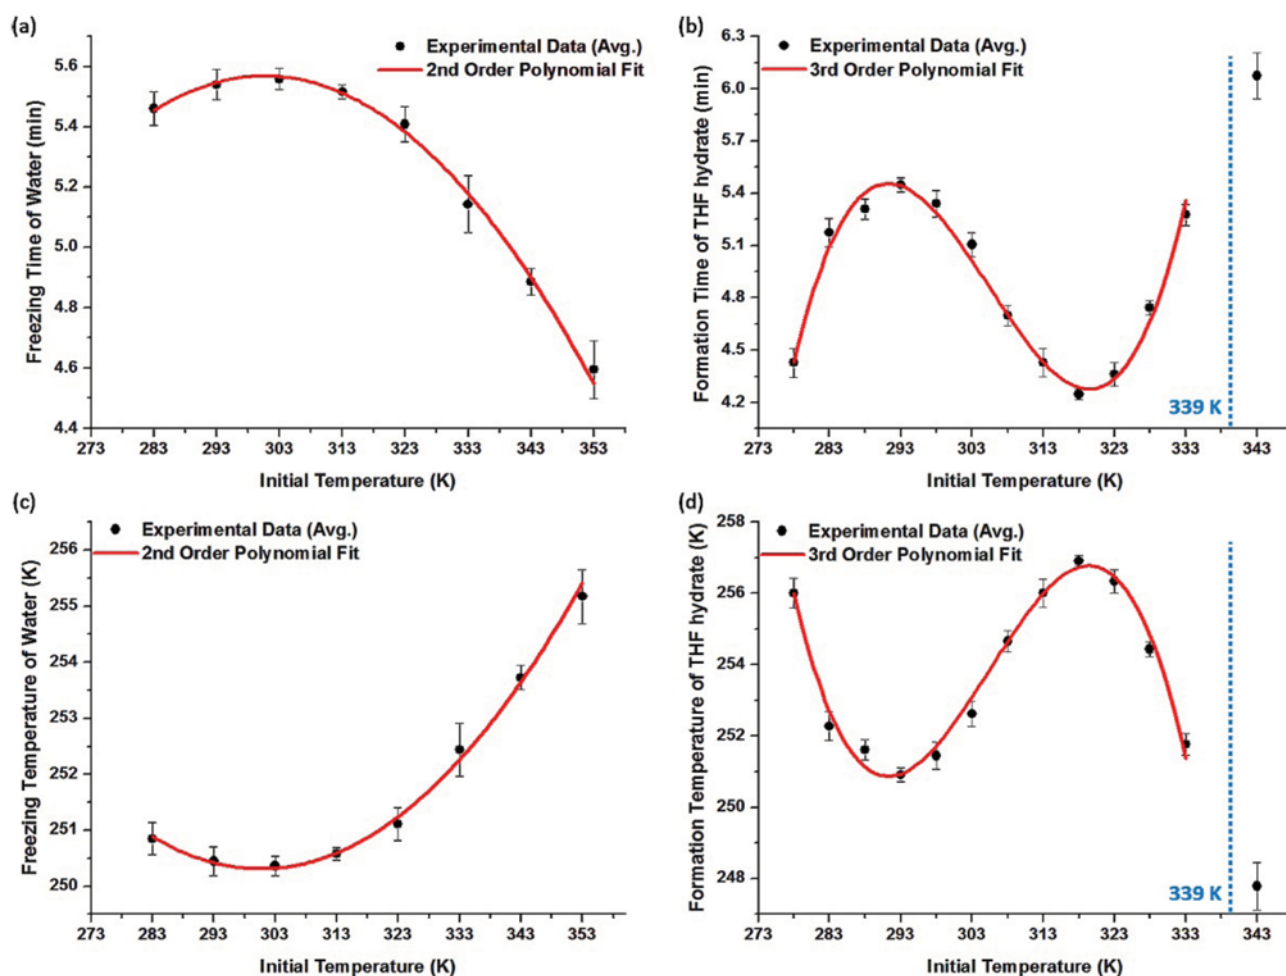 (a)
Experimental Data (Avg.)
2nd Order Polynomial Fit
Freezing Time of Water (min)
5.6
5.4
5.2
5.0
4.8
4.6
4.4
273 283 293 303 313 323 333 343 353
Initial Temperature (K)
(b)
Experimental Data (Avg.)
3rd Order Polynomial Fit
Formation Time of THF hydrate (min)
6.3
6.0
5.7
5.4
5.1
4.8
4.5
4.2
339 K
273 283 293 303 313 323 333 343
Initial Temperature (K)
(c)
Experimental Data (Avg.)
2nd Order Polynomial Fit
Freezing Temperature of Water (K)
256
255
254
253
252
251
250
273 283 293 303 313 323 333 343 353
Initial Temperature (K)
(d)
Experimental Data (Avg.)
3rd Order Polynomial Fit
Formation Temperature of THF hydrate (K)
258
256
254
252
250
248
339 K
273 283 293 303 313 323 333 343
Initial Temperature (K)